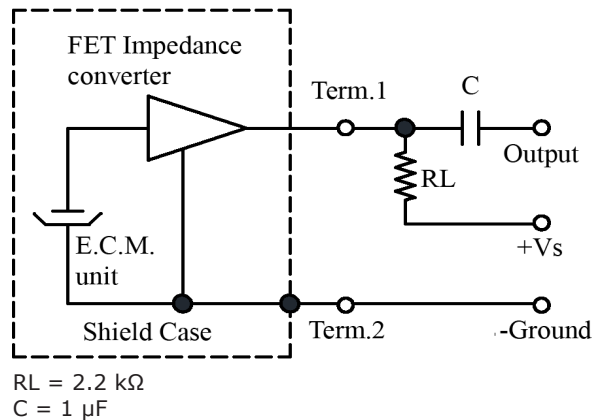 FET Impedance
converter
Term.1
C
Output
RL
+Vs
E.C.M.
unit
Shield Case
Term.2
-Ground
RL = 2.2 kΩ
C = 1 µF